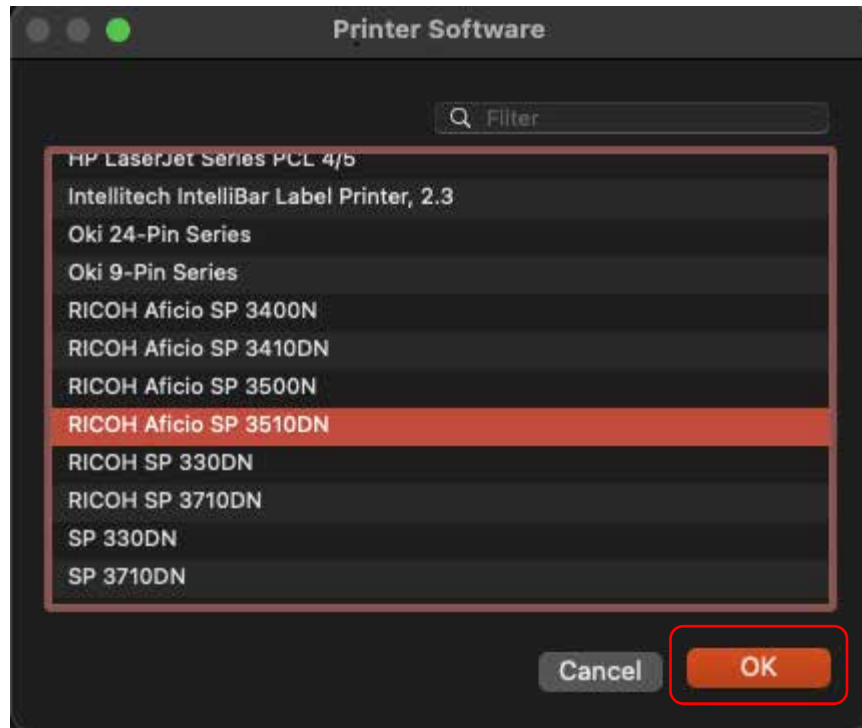 Printer Software
Filter
HP LaserJet Series PCL 4/5
Intellitech IntelliBar Label Printer, 2.3
Oki 24-Pin Series
Oki 9-Pin Series
RICOH Aficio SP 3400N
RICOH Aficio SP 3410DN
RICOH Aficio SP 3500N
RICOH Aficio SP 3510DN
RICOH SP 330DN
RICOH SP 3710DN
SP 330DN
SP 3710DN
Cancel OK